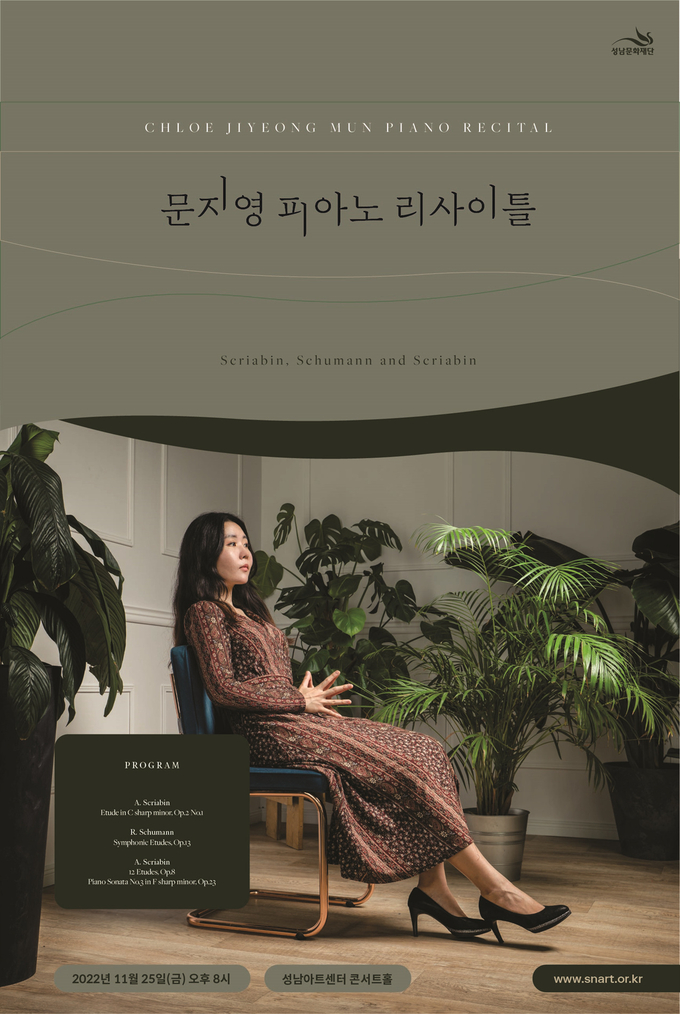 성남문화재단
CHLOE JIYEONG MUN PIANO RECITAL
문지영 피아노 리사이틀
Scriabin, Schumann and Scriabin
PROGRAM
A. Scriabin
Etude in C sharp minor, Op.2 No.1
R. Schumann
Symphonic Etudes, Op.13
A. Scriabin
12 Etudes, Op.8
Piano Sonata No.3 in F sharp minor, Op.23
2022년 11월 25일(금) 오후 8시
성남아트센터 콘서트홀
www.snart.or.kr